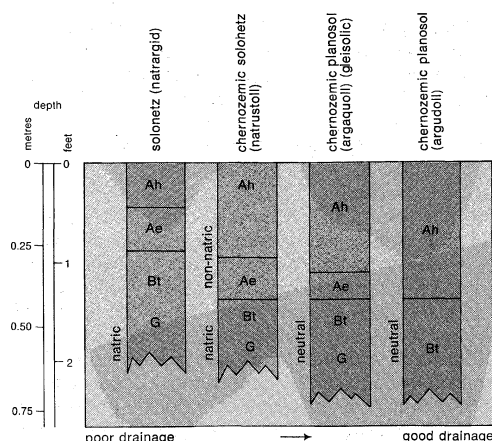 solonetz (natrargid)
chernozemic solohetz
(natrustoll)
chernozemic planosol
(argaquoll) (gleisolic)
chernozemic planosol
(argudoll)
depth
metres
feet
0
0
0.25
1
0.50
2
0.75
Ah
Ae
Bt
G
natric
Ah
non-natric
Ae
Bt
G
natric
Ah
Ae
Bt
G
neutral
Ah
Bt
neutral
poor drainage
good drainage